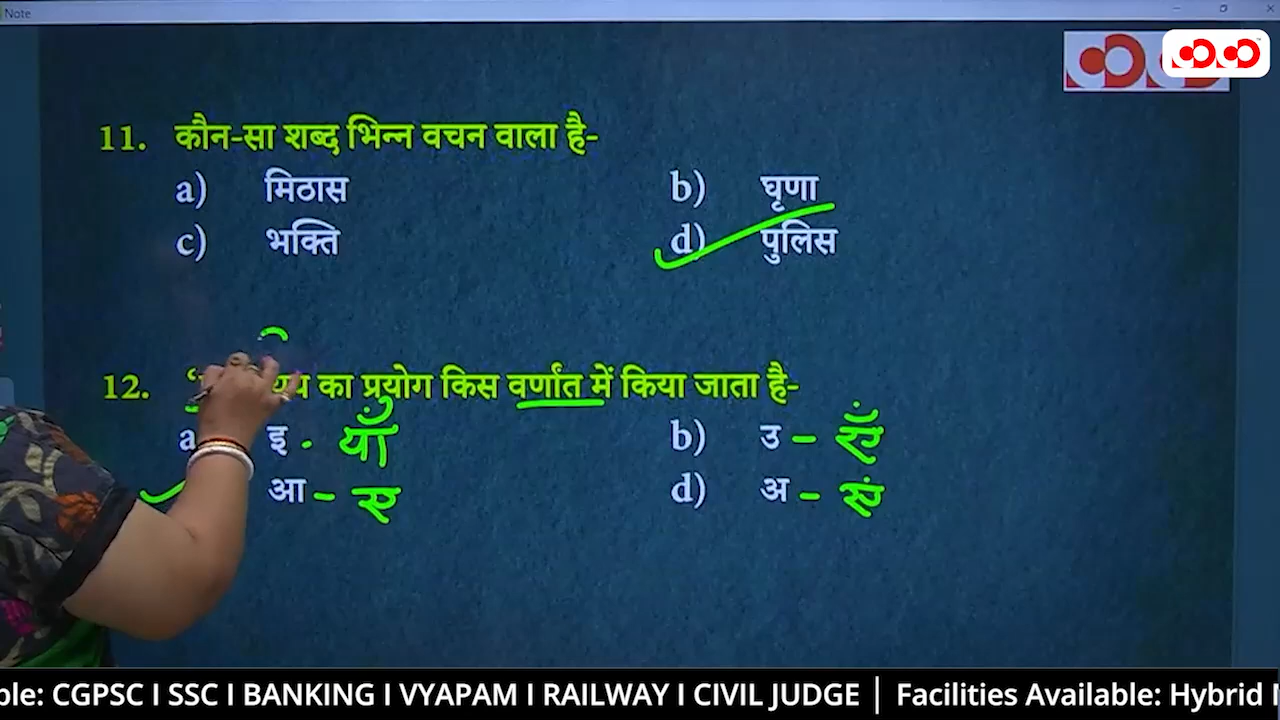 Note
11. कौन-सा शब्द भिन्न वचन वाला है-
a) मिठास b) घृणा
c) भक्ति d) पुलिस
12. का प्रयोग किस वर्णांत में किया जाता है-
a इ - याँ b) उ - एँ
आ - ए d) अ - एं
ble: CGPSC I SSC I BANKING I VYAPAM I RAILWAY I CIVIL JUDGE | Facilities Available: Hybrid